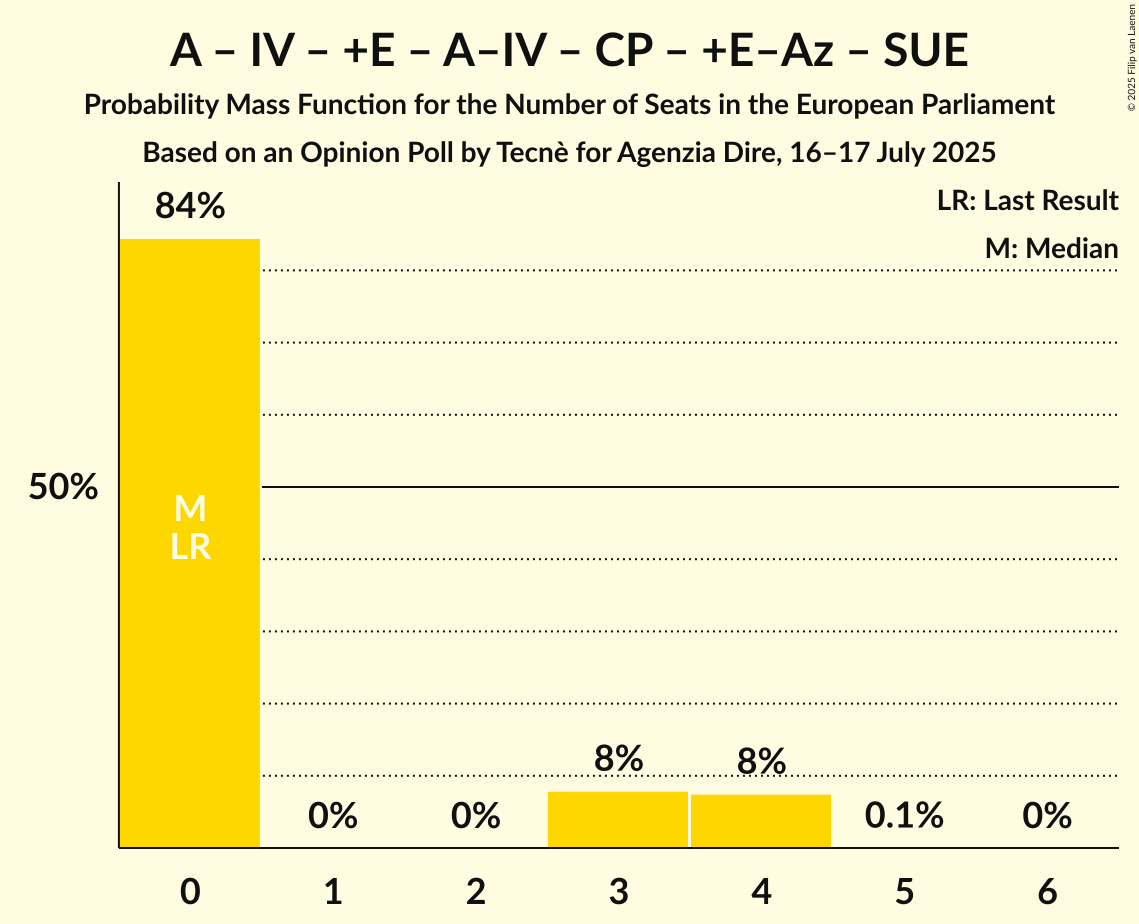 A – IV – +E – A–IV – CP – +E–Az – SUE
Probability Mass Function for the Number of Seats in the European Parliament
Based on an Opinion Poll by Tecnè for Agenzia Dire, 16–17 July 2025
© 2025 Filip van Laenen
LR: Last Result
M: Median
84%
50%
M
LR
0%
0%
8%
8%
0.1%
0%
0
1
2
3
4
5
6